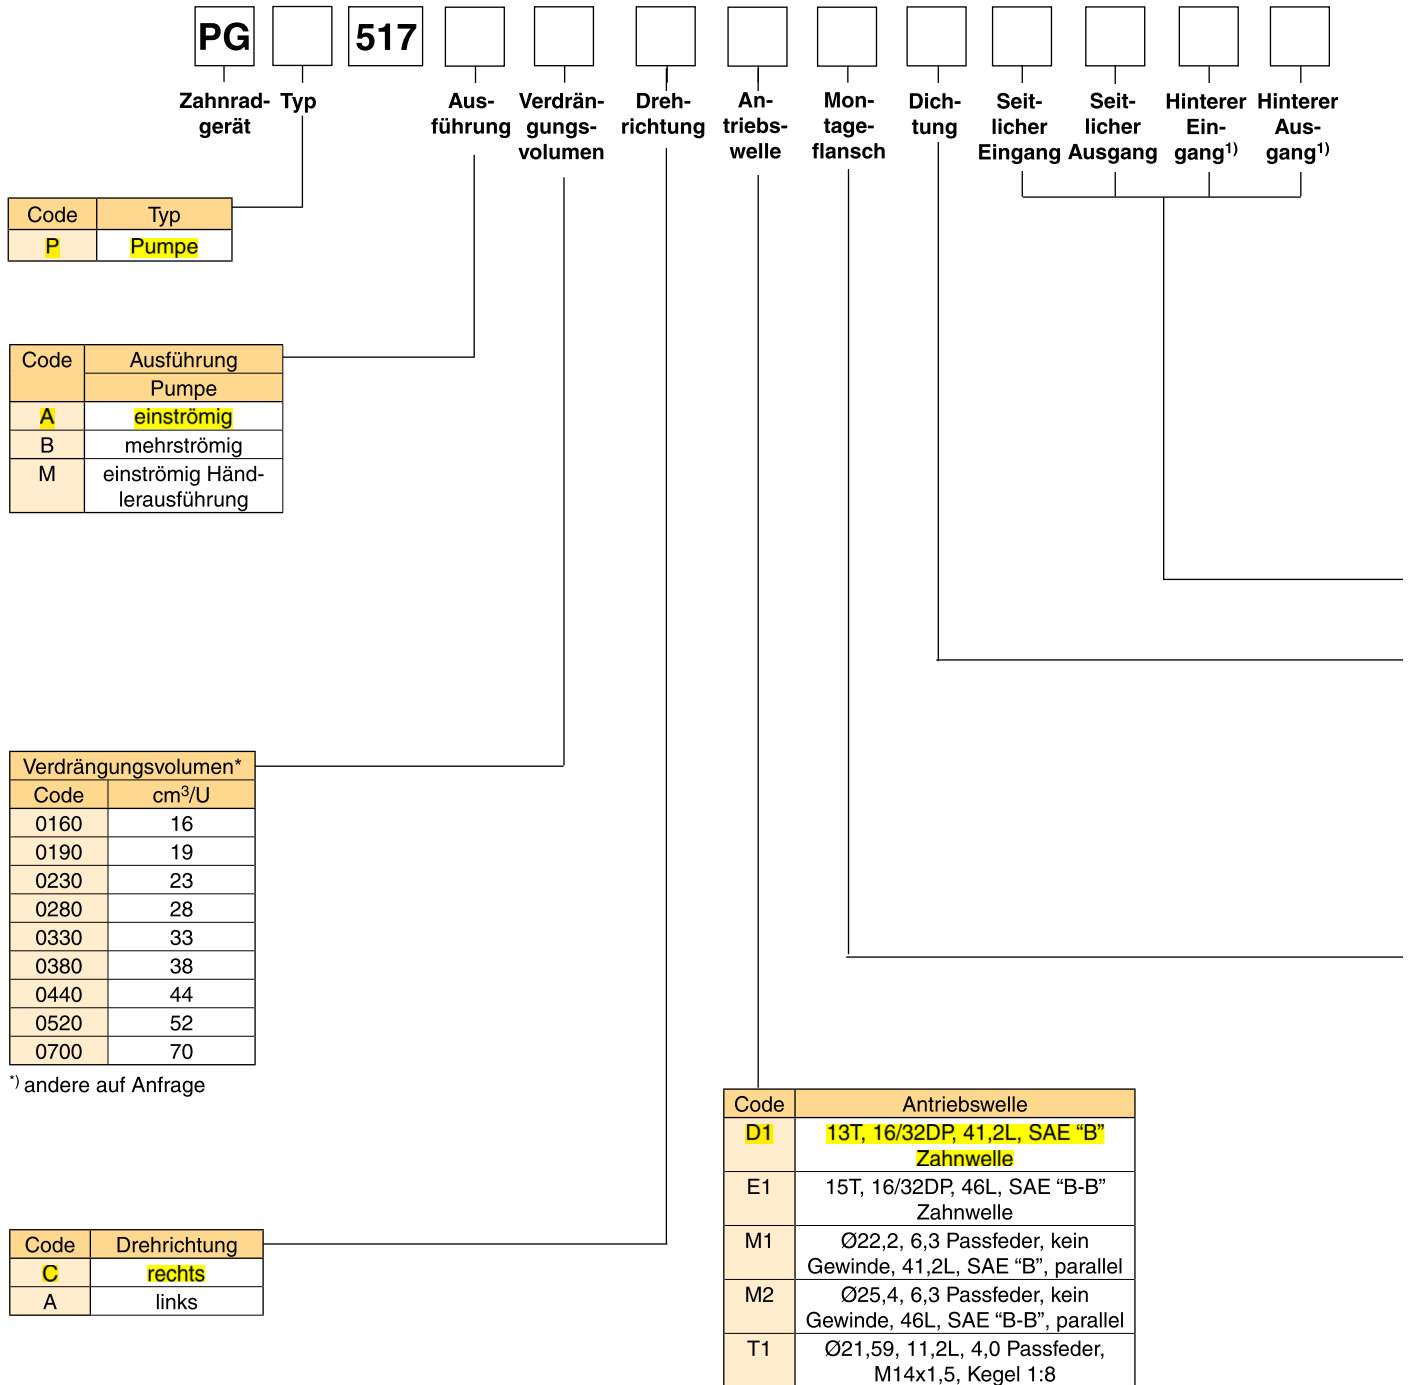 PG 517
Zahnrad-
gerät
Typ
Aus-
führung
Verdrän-
gungs-
volumen
Dreh-
richtung
An-
triebs-
welle
Mon-
tage-
flansch
Dich-
tung
Seit-
licher
Eingang
Seit-
licher
Ausgang
Hinterer
Ein-
gang1)
Hinterer
Aus-
gang1)
Code Typ
P Pumpe
Code Ausführung
Pumpe
A einströmig
B mehrströmig
M einströmig Händ-
lerausführung
Verdrängungsvolumen*
Code cm³/U
0160 16
0190 19
0230 23
0280 28
0330 33
0380 38
0440 44
0520 52
0700 70
*) andere auf Anfrage
Code Drehrichtung
C rechts
A links
Code Antriebswelle
D1 13T, 16/32DP, 41,2L, SAE “B”
Zahnwelle
E1 15T, 16/32DP, 46L, SAE “B-B”
Zahnwelle
M1 Ø22,2, 6,3 Passfeder, kein
Gewinde, 41,2L, SAE “B”, parallel
M2 Ø25,4, 6,3 Passfeder, kein
Gewinde, 46L, SAE “B-B”, parallel
T1 Ø21,59, 11,2L, 4,0 Passfeder,
M14x1,5, Kegel 1:8